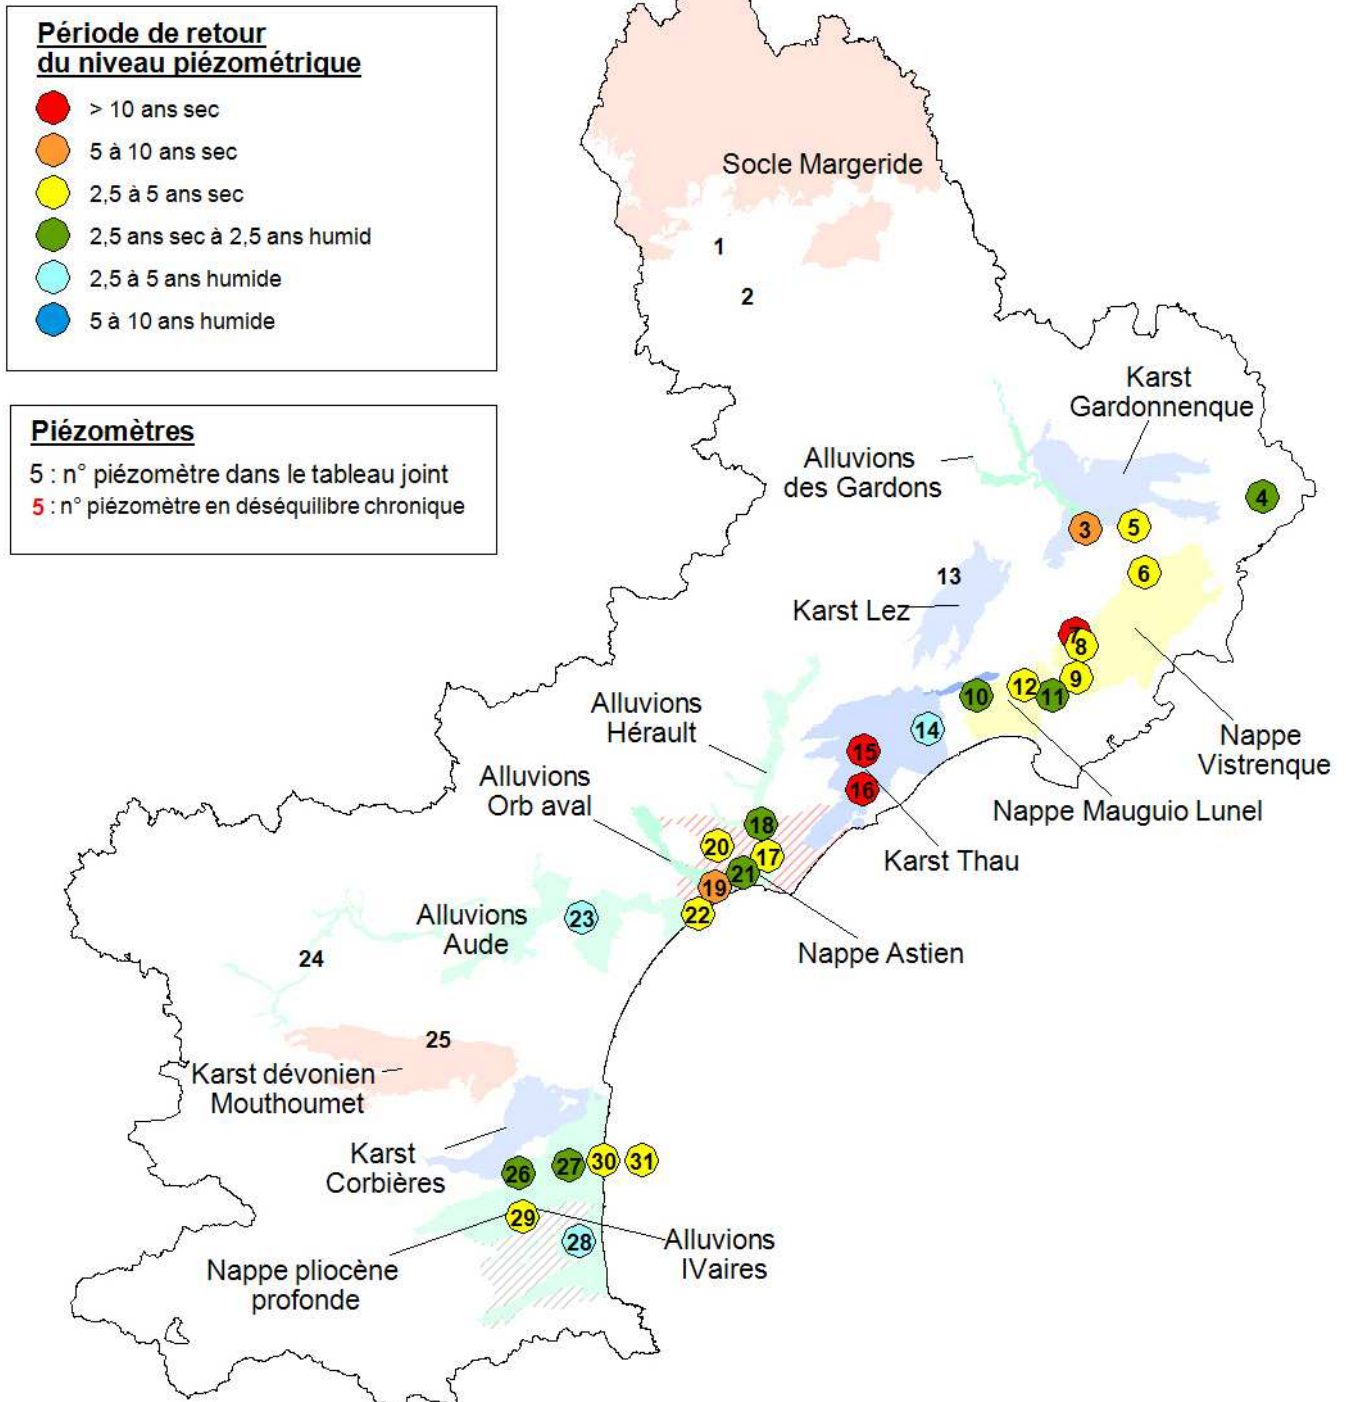 Période de retour
du niveau piézométrique
> 10 ans sec
5 à 10 ans sec
2,5 à 5 ans sec
2,5 ans sec à 2,5 ans humid
2,5 à 5 ans humide
5 à 10 ans humide
Piézomètres
5 : n° piézomètre dans le tableau joint
5 : n° piézomètre en déséquilibre chronique
Socle Margeride
1
2
Karst
Gardonnenque
Alluvions
des Gardons
4
3
5
6
13
Karst Lez
7
8
9
12
11
10
Alluvions
Hérault
14
Nappe
Vistrenque
15
16
Alluvions
Orb aval
Nappe Mauguio Lunel
18
20
17
Karst Thau
21
19
22
Alluvions
Aude
23
Nappe Astien
24
25
Karst dévonien
Mouthoumet
Karst
Corbières
26
27
30
31
29
28
Alluvions
IVaires
Nappe pliocène
profonde